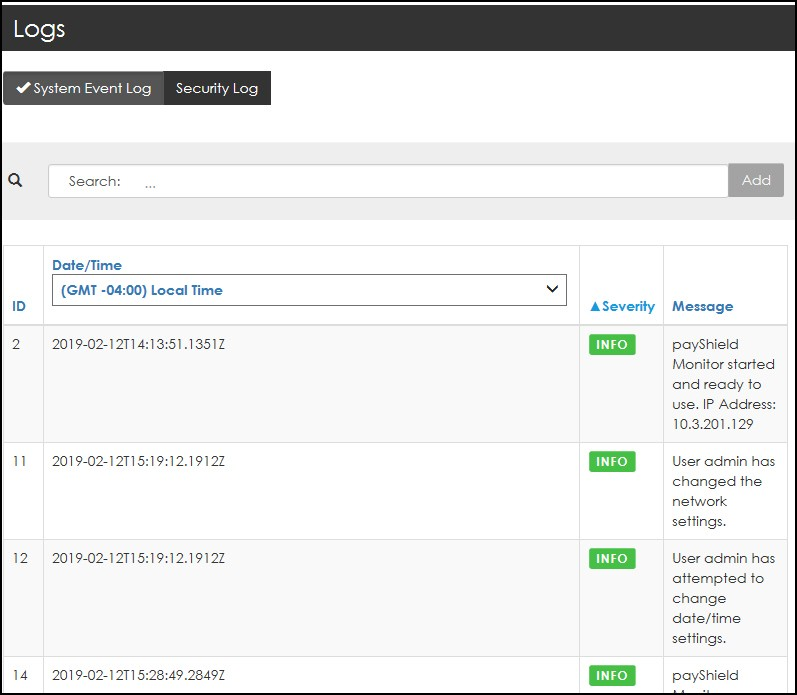 Logs
System Event Log Security Log
Search: ... Add
Date/Time
(GMT -04:00) Local Time
ID ▲Severity Message
2 2019-02-12T14:13:51.1351Z INFO payShield
Monitor started
and ready to
use. IP Address:
10.3.201.129
11 2019-02-12T15:19:12.1912Z INFO User admin has
changed the
network
settings.
12 2019-02-12T15:19:12.1912Z INFO User admin has
attempted to
change
date/time
settings.
14 2019-02-12T15:28:49.2849Z INFO payShield